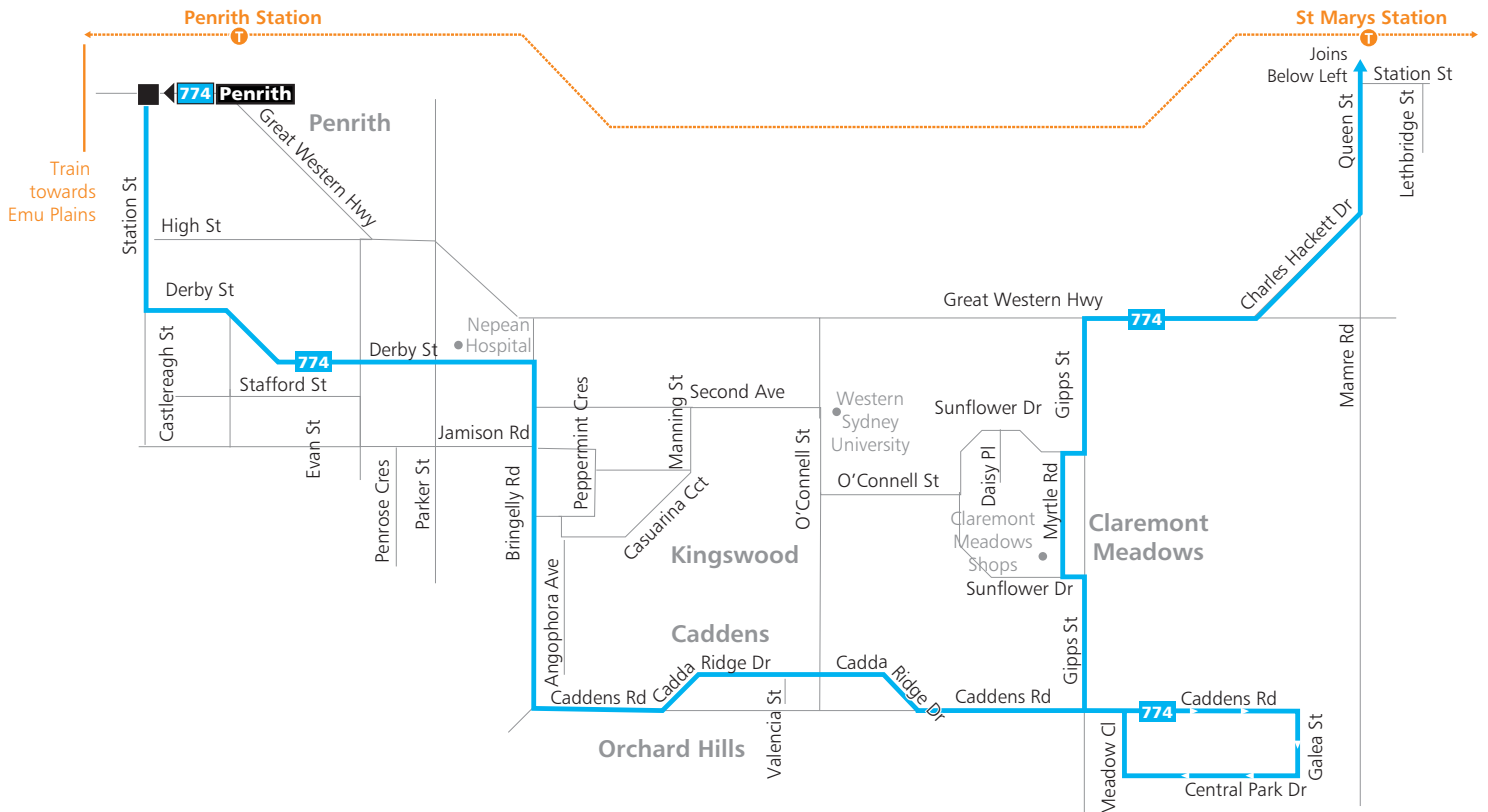 Penrith Station
T
St Marys Station
T
Joins
Below Left
Station St
774 Penrith
Penrith
Great Western Hwy
Queen St
Lethbridge St
Train
towards
Emu Plains
Station St
High St
Charles Hackett Dr
Derby St
Great Western Hwy
774
Nepean
Hospital
Castlereagh St
774
Derby St
Gipps St
Mamre Rd
Stafford St
Peppermint Cres
Manning St
Second Ave
Western
Sydney
University
Sunflower Dr
Evan St
Jamison Rd
Penrose Cres
Parker St
Bringelly Rd
Casuarina Cct
O'Connell St
O'Connell St
Daisy Pl
Myrtle Rd
Claremont
Meadows
Shops
Claremont
Meadows
Kingswood
Sunflower Dr
Angophora Ave
Caddens
Gipps St
Cadda
Ridge Dr
Cadda
Ridge Dr
Caddens Rd
Valencia St
Caddens Rd
774
Caddens Rd
Orchard Hills
Meadow Cl
Galea St
Central Park Dr